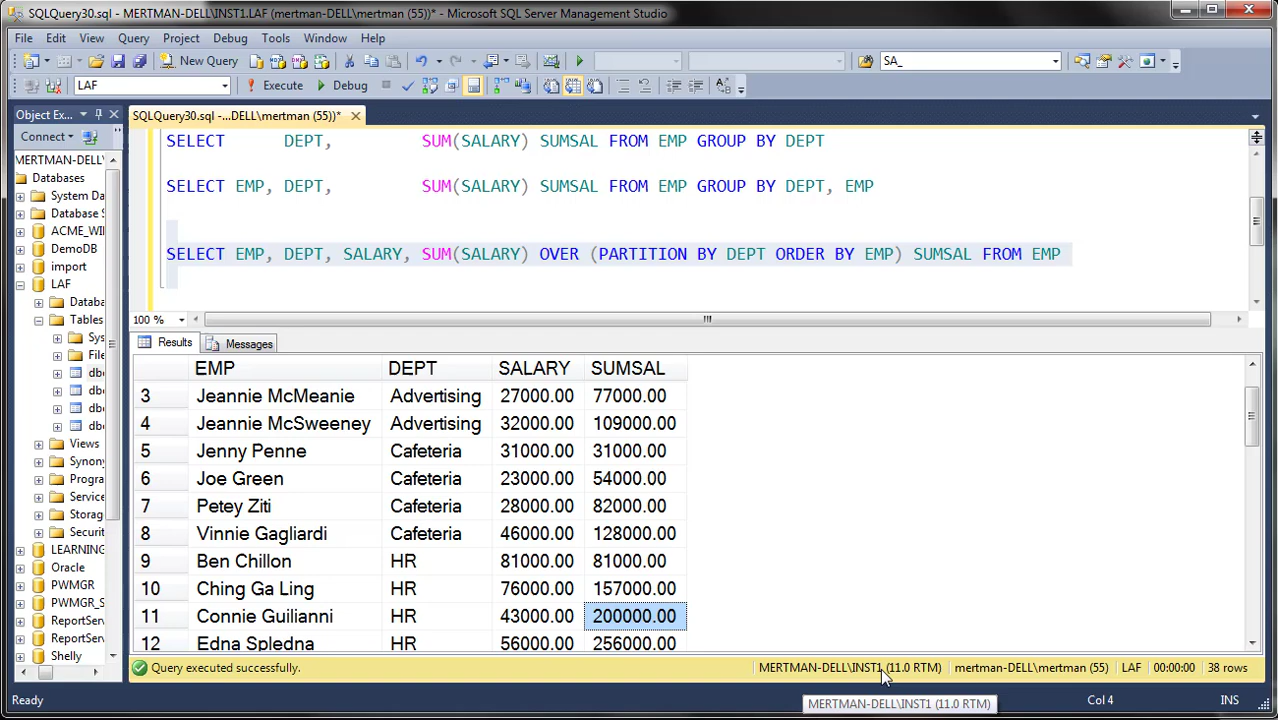 SQLQuery30.sql - MERTMAN-DELL\INST1.LAF (mertman-DELL\mertman (55))* - Microsoft SQL Server Management Studio
File Edit View Query Project Debug Tools Window Help
New Query SA_
LAF Execute Debug
Object Ex... SQLQuery30.sql -...DELL\mertman (55))*
Connect
MERTMAN-DELL\
Databases
System Da
Database S
ACME_WI
DemoDB
import
LAF
Databa
Tables
Sys
File
dbc
dbc
dbc
dbc
Views
Synony
Progra
Service
Storag
Securit
LEARNING
Oracle
PWMGR
PWMGR_S
ReportServ
ReportServ
Shelly
SELECT DEPT, SUM(SALARY) SUMSAL FROM EMP GROUP BY DEPT
SELECT EMP, DEPT, SUM(SALARY) SUMSAL FROM EMP GROUP BY DEPT, EMP
SELECT EMP, DEPT, SALARY, SUM(SALARY) OVER (PARTITION BY DEPT ORDER BY EMP) SUMSAL FROM EMP
100 %
Results Messages
EMP DEPT SALARY SUMSAL
3 Jeannie McMeanie Advertising 27000.00 77000.00
4 Jeannie McSweeney Advertising 32000.00 109000.00
5 Jenny Penne Cafeteria 31000.00 31000.00
6 Joe Green Cafeteria 23000.00 54000.00
7 Petey Ziti Cafeteria 28000.00 82000.00
8 Vinnie Gagliardi Cafeteria 46000.00 128000.00
9 Ben Chillon HR 81000.00 81000.00
10 Ching Ga Ling HR 76000.00 157000.00
11 Connie Guilianni HR 43000.00 200000.00
12 Edna Spledna HR 56000.00 256000.00
Query executed successfully. MERTMAN-DELL\INST1 (11.0 RTM) mertman-DELL\mertman (55) LAF 00:00:00 38 rows
Ready MERTMAN-DELL\INST1 (11.0 RTM) Col 4 INS